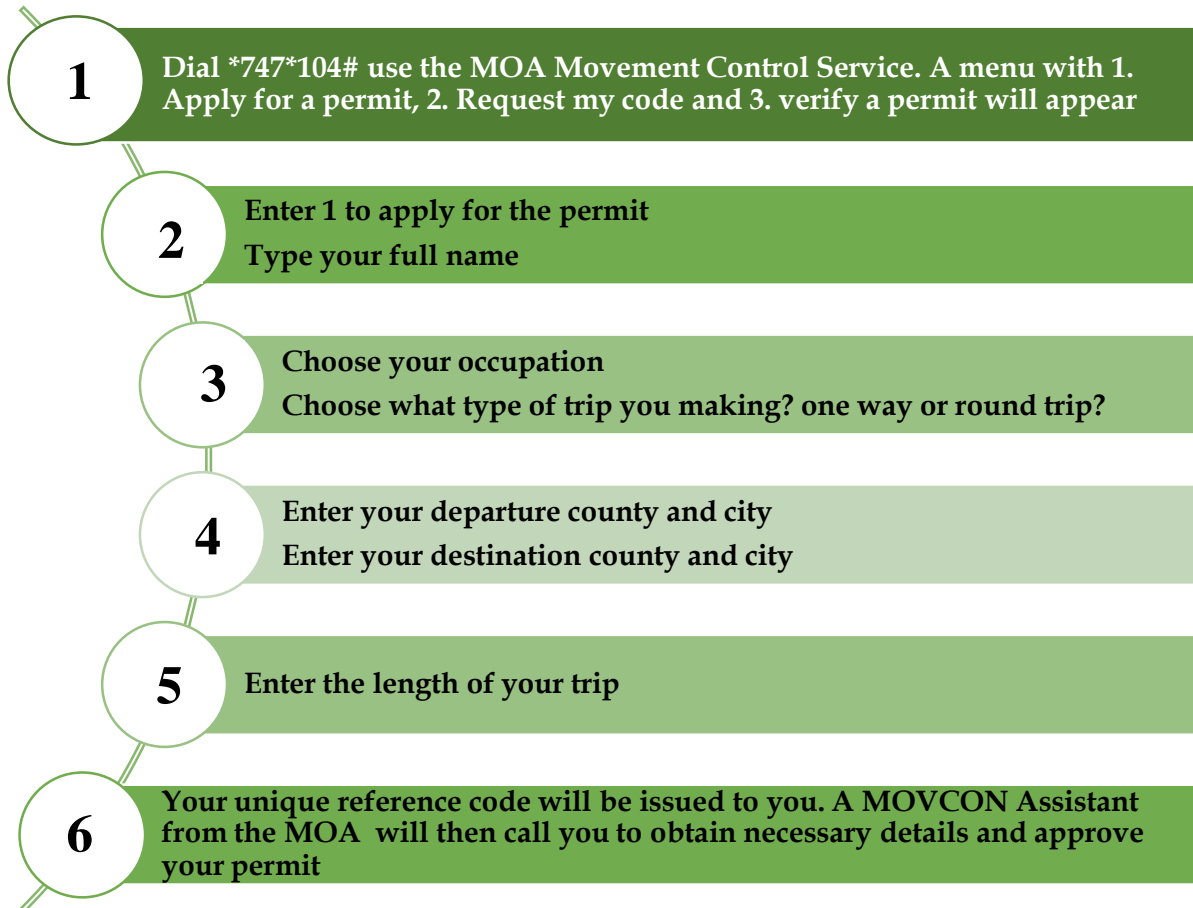 1
Dial *747*104# use the MOA Movement Control Service. A menu with 1.
Apply for a permit, 2. Request my code and 3. verify a permit will appear
2
Enter 1 to apply for the permit
Type your full name
3
Choose your occupation
Choose what type of trip you making? one way or round trip?
4
Enter your departure county and city
Enter your destination county and city
5
Enter the length of your trip
6
Your unique reference code will be issued to you. A MOVCON Assistant
from the MOA will then call you to obtain necessary details and approve
your permit